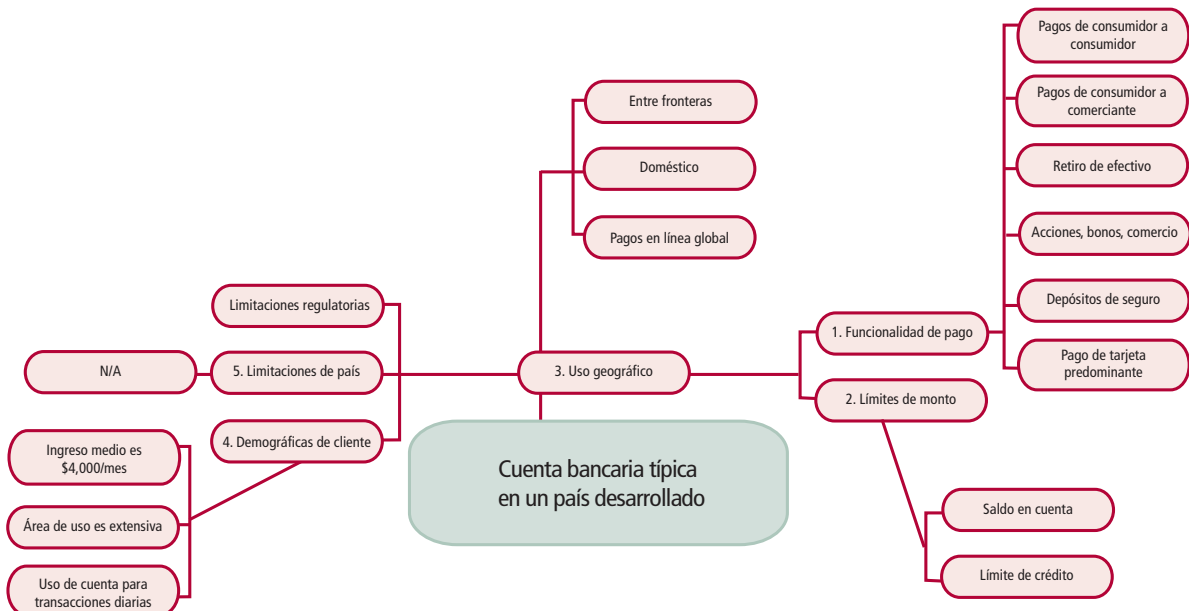 Pagos de consumidor a
consumidor
Pagos de consumidor a
comerciante
Retiro de efectivo
Acciones, bonos, comercio
Depósitos de seguro
Pago de tarjeta
predominante
Entre fronteras
Doméstico
Pagos en línea global
Limitaciones regulatorias
N/A
5. Limitaciones de país
3. Uso geográfico
1. Funcionalidad de pago
2. Límites de monto
4. Demográficas de cliente
Ingreso medio es
$4,000/mes
Área de uso es extensiva
Uso de cuenta para
transacciones diarias
Cuenta bancaria típica
en un país desarrollado
Saldo en cuenta
Límite de crédito